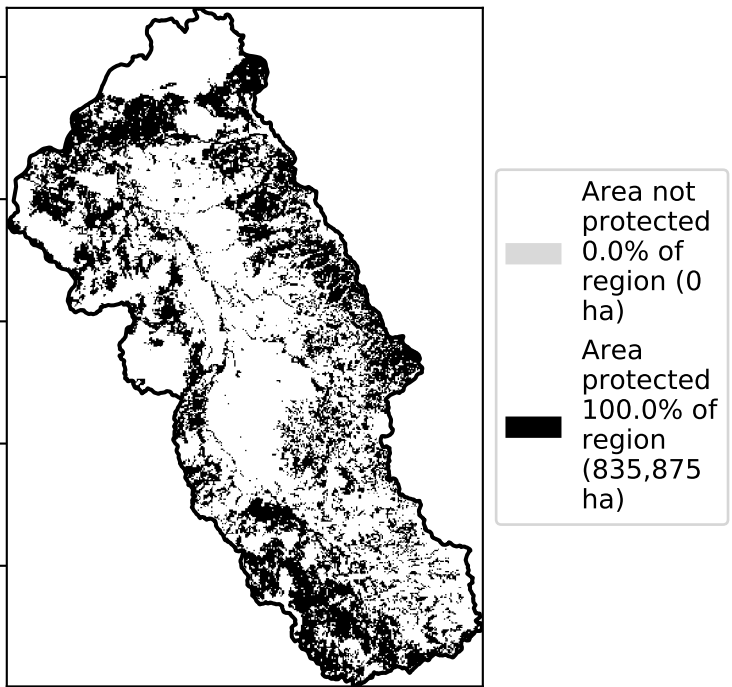 Area not
protected
0.0% of
region (0
ha)
Area
protected
100.0% of
region
(835,875
ha)